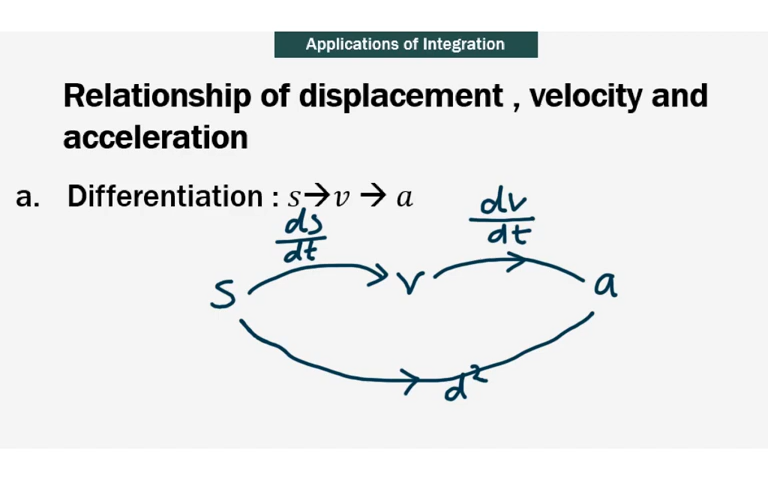 Applications of Integration
Relationship of displacement , velocity and
acceleration
a. Differentiation : s→v → a
ds/dt
dv/dt
s
v
a
d²